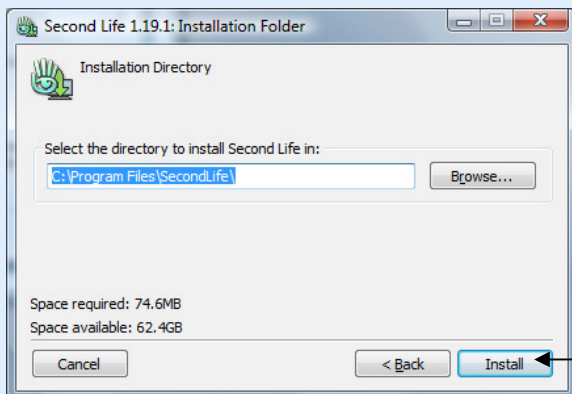 Second Life 1.19.1: Installation Folder
Installation Directory
Select the directory to install Second Life in:
C:\Program Files\SecondLife\
Browse...
Space required: 74.6MB
Space available: 62.4GB
Cancel
< Back
Install